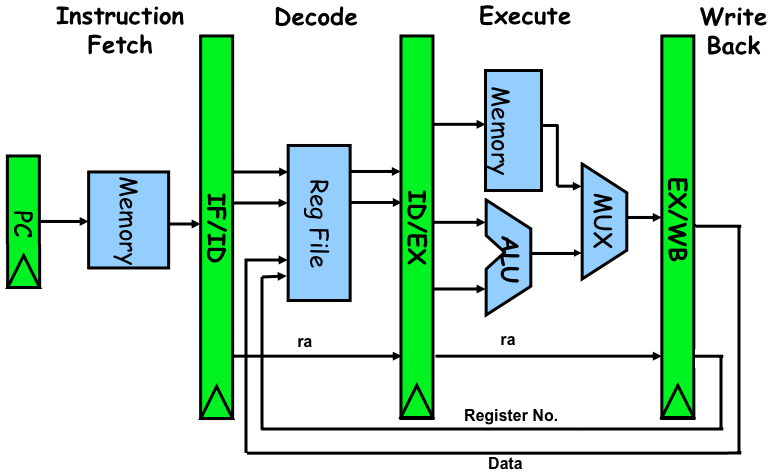 Instruction
Fetch
Decode
Execute
Write
Back
PC
Memory
IF/ID
Reg File
ID/EX
Memory
ALU
MUX
EX/WB
ra
ra
Register No.
Data